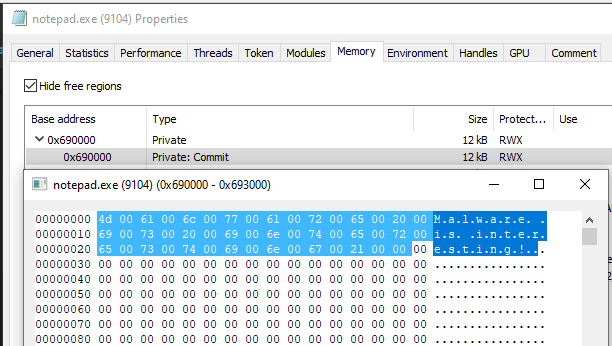 notepad.exe (9104) Properties
General Statistics Performance Threads Token Modules Memory Environment Handles GPU Comment
Hide free regions
Base address Type Size Protect... Use
0x690000 Private 12 kB RWX
0x690000 Private: Commit 12 kB RWX
notepad.exe (9104) (0x690000 - 0x693000)
00000000 4d 00 61 00 6c 00 77 00 61 00 72 00 65 00 20 00 M.a.l.w.a.r.e. .
00000010 69 00 73 00 20 00 69 00 6e 00 74 00 65 00 72 00 i.s. .i.n.t.e.r.
00000020 65 00 73 00 74 00 69 00 6e 00 67 00 21 00 00 00 e.s.t.i.n.g.!...
00000030 00 00 00 00 00 00 00 00 00 00 00 00 00 00 00 00 ................
00000040 00 00 00 00 00 00 00 00 00 00 00 00 00 00 00 00 ................
00000050 00 00 00 00 00 00 00 00 00 00 00 00 00 00 00 00 ................
00000060 00 00 00 00 00 00 00 00 00 00 00 00 00 00 00 00 ................
00000070 00 00 00 00 00 00 00 00 00 00 00 00 00 00 00 00 ................
00000080 00 00 00 00 00 00 00 00 00 00 00 00 00 00 00 00 ................